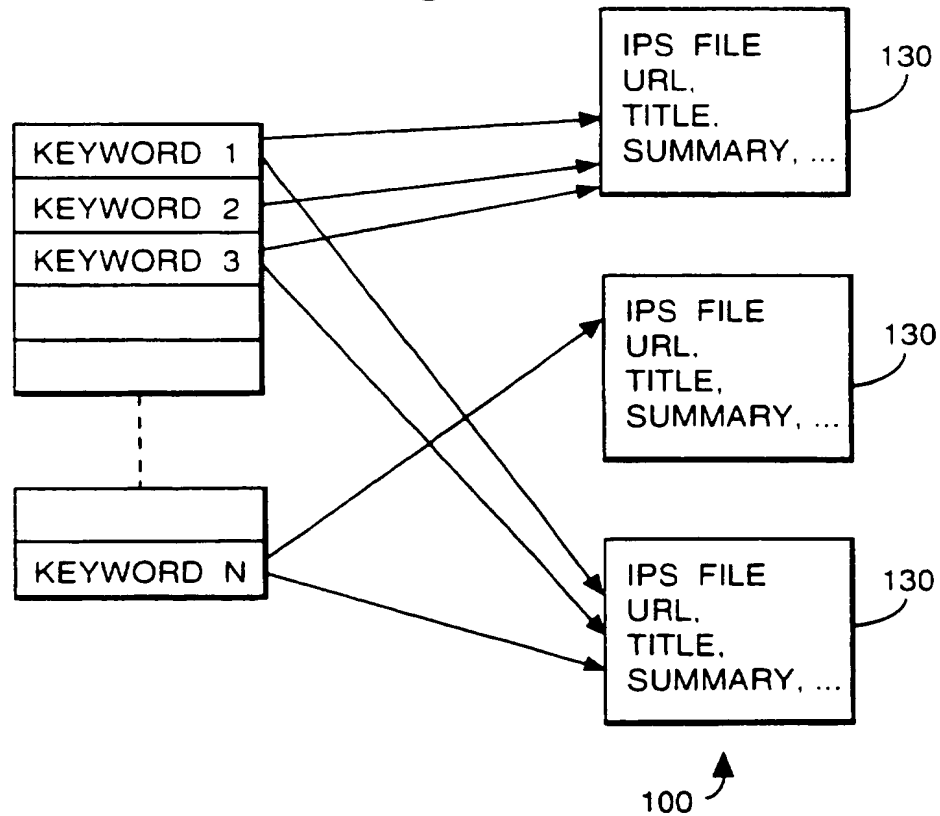 KEYWORD 1
KEYWORD 2
KEYWORD 3
KEYWORD N
IPS FILE
URL,
TITLE.
SUMMARY, ...
130
IPS FILE
URL.
TITLE,
SUMMARY, ...
130
IPS FILE
URL,
TITLE,
SUMMARY, ...
130
100